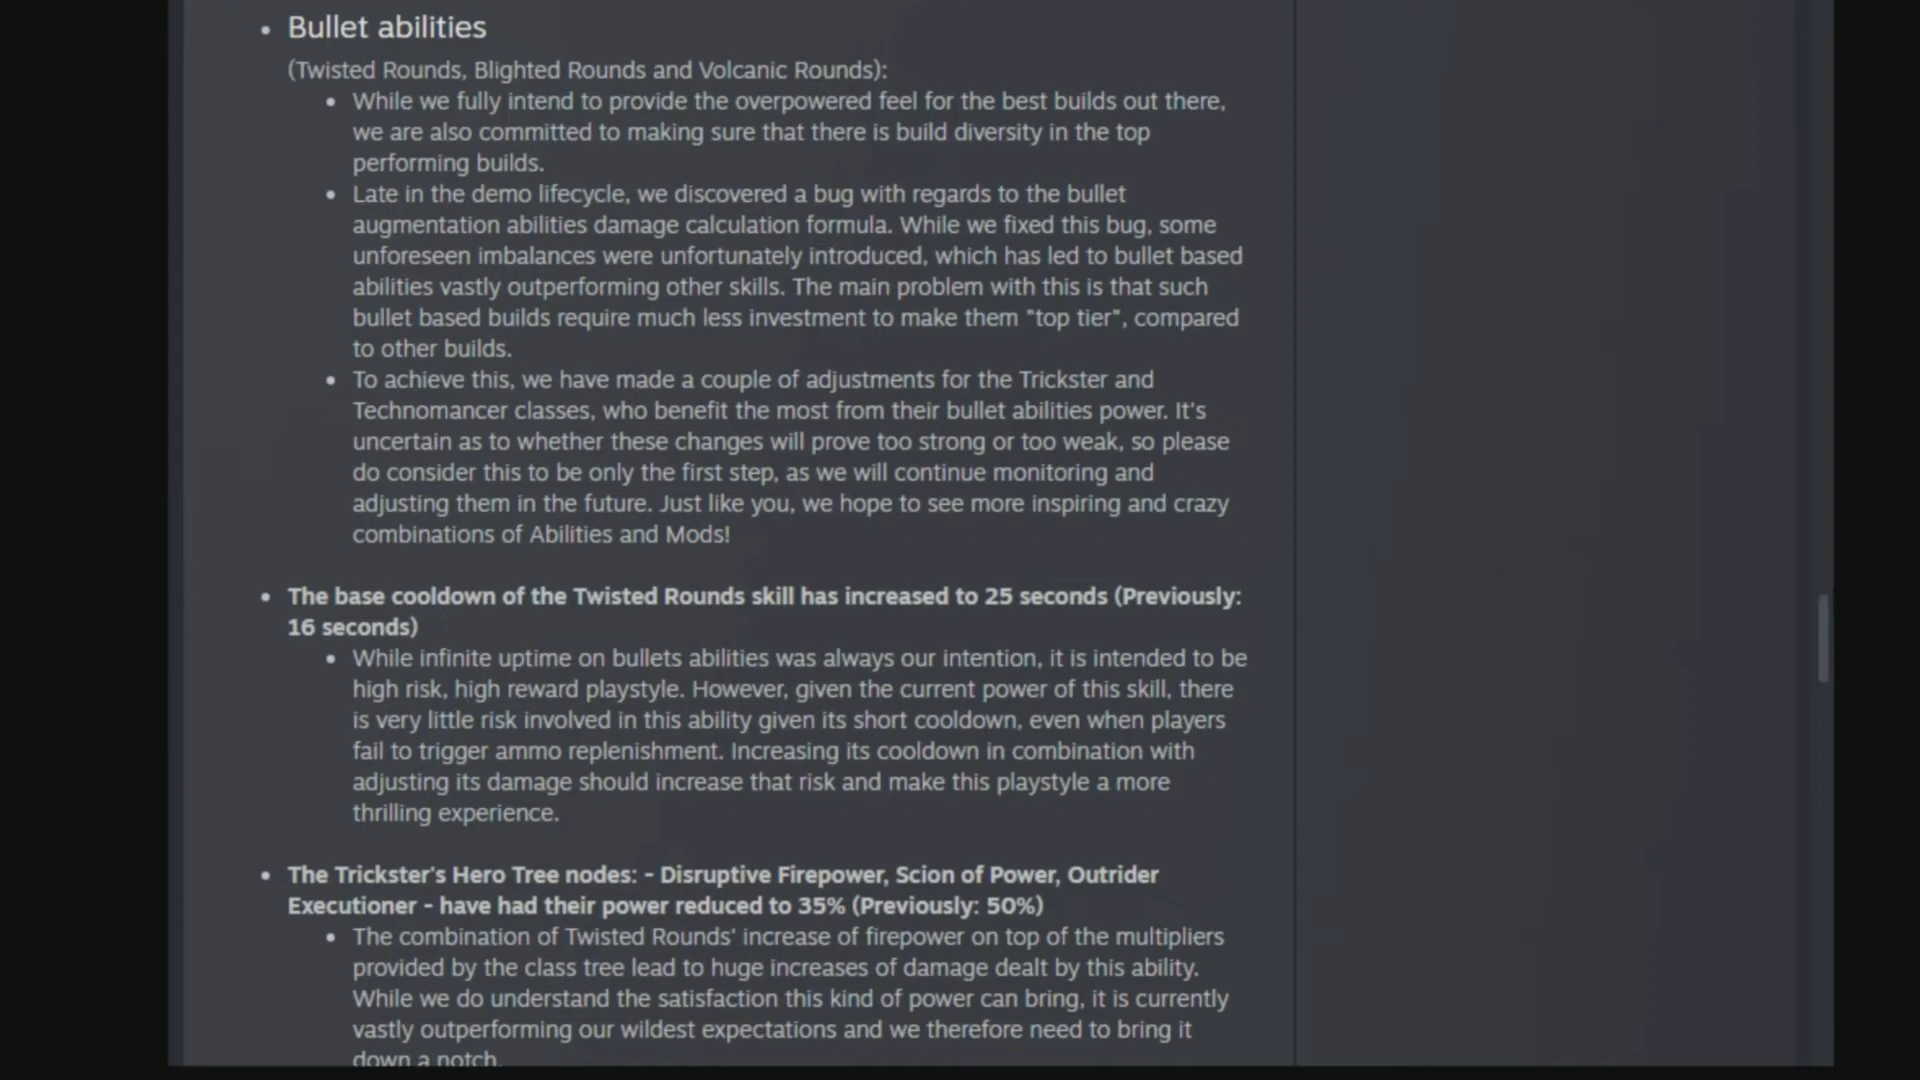 Bullet abilities
(Twisted Rounds, Blighted Rounds and Volcanic Rounds):
While we fully intend to provide the overpowered feel for the best builds out there,
we are also committed to making sure that there is build diversity in the top
performing builds.
Late in the demo lifecycle, we discovered a bug with regards to the bullet
augmentation abilities damage calculation formula. While we fixed this bug, some
unforeseen imbalances were unfortunately introduced, which has led to bullet based
abilities vastly outperforming other skills. The main problem with this is that such
bullet based builds require much less investment to make them "top tier", compared
to other builds.
To achieve this, we have made a couple of adjustments for the Trickster and
Technomancer classes, who benefit the most from their bullet abilities power. It's
uncertain as to whether these changes will prove too strong or too weak, so please
do consider this to be only the first step, as we will continue monitoring and
adjusting them in the future. Just like you, we hope to see more inspiring and crazy
combinations of Abilities and Mods!
The base cooldown of the Twisted Rounds skill has increased to 25 seconds (Previously:
16 seconds)
While infinite uptime on bullets abilities was always our intention, it is intended to be
high risk, high reward playstyle. However, given the current power of this skill, there
is very little risk involved in this ability given its short cooldown, even when players
fail to trigger ammo replenishment. Increasing its cooldown in combination with
adjusting its damage should increase that risk and make this playstyle a more
thrilling experience.
The Trickster's Hero Tree nodes: - Disruptive Firepower, Scion of Power, Outrider
Executioner - have had their power reduced to 35% (Previously: 50%)
The combination of Twisted Rounds' increase of firepower on top of the multipliers
provided by the class tree lead to huge increases of damage dealt by this ability.
While we do understand the satisfaction this kind of power can bring, it is currently
vastly outperforming our wildest expectations and we therefore need to bring it
down a notch.